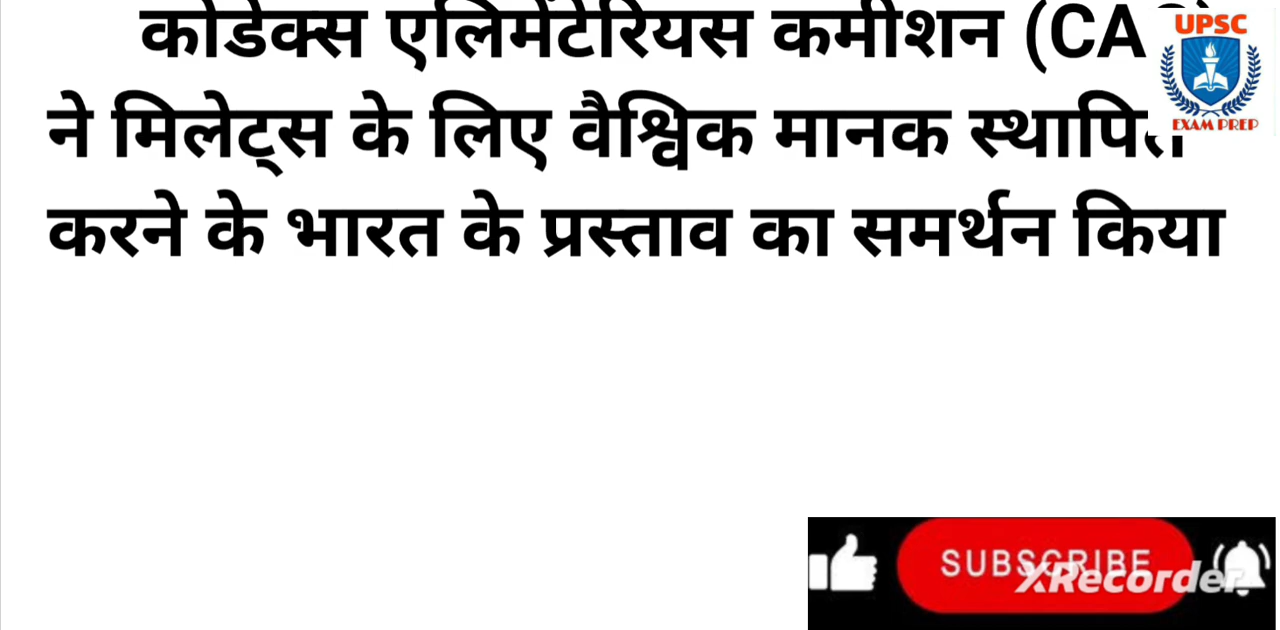 कोडेक्स एलिमेंटेरियस कमीशन (CA
UPSC
EXAM PREP
ने मिलेट्स के लिए वैश्विक मानक स्थापित
करने के भारत के प्रस्ताव का समर्थन किया
SUBSCRIBE
XRecorder